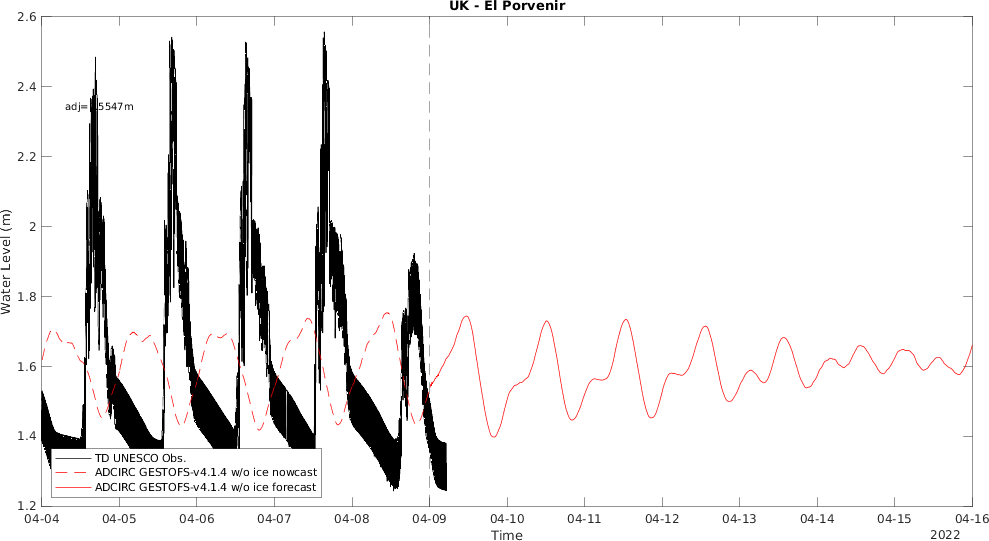 UK - El Porvenir
2.6
2.4
adj= .5547m
2.2
2
1.8
1.6
1.4
1.2
Water Level (m)
TD UNESCO Obs.
ADCIRC GESTOFS-v4.1.4 w/o ice nowcast
ADCIRC GESTOFS-v4.1.4 w/o ice forecast
04-04 04-05 04-06 04-07 04-08 04-09 04-10 04-11 04-12 04-13 04-14 04-15 04-16
Time
2022